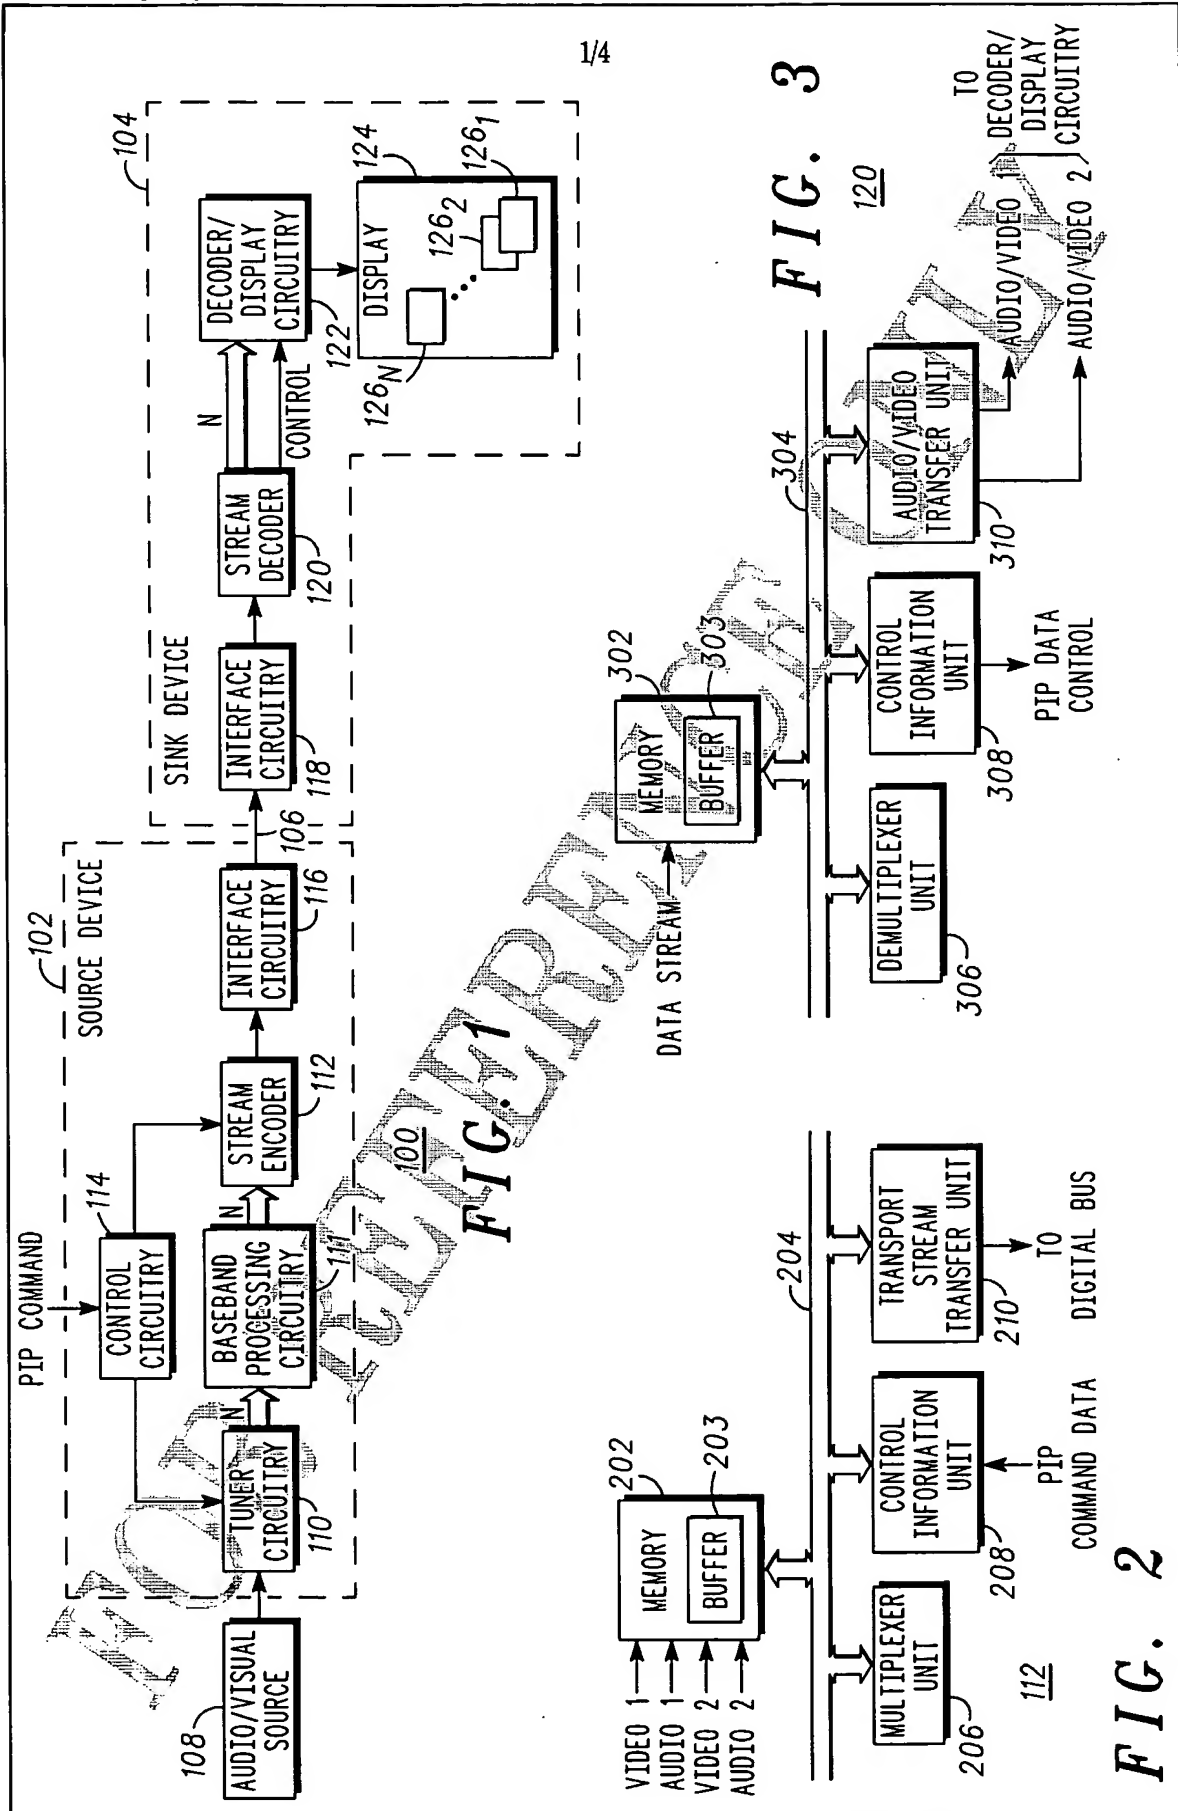 1/4
PIP COMMAND
114
CONTROL
CIRCUITRY
102
SOURCE DEVICE
108
AUDIO/VISUAL
SOURCE
TUNER
CIRCUITRY
110
N
BASEBAND
PROCESSING
CIRCUITRY
111
N
STREAM
ENCODER
112
INTERFACE
CIRCUITRY
116
106
104
SINK DEVICE
INTERFACE
CIRCUITRY
118
STREAM
DECODER
120
N
CONTROL
DECODER/
DISPLAY
CIRCUITRY
122
DISPLAY
124
126N
1262
1261
100
FIG. 1
VIDEO 1
AUDIO 1
VIDEO 2
AUDIO 2
MEMORY
BUFFER
202
203
204
MULTIPLEXER
UNIT
206
CONTROL
INFORMATION
UNIT
208
PIP
COMMAND DATA
TRANSPORT
STREAM
TRANSFER UNIT
210
TO
DIGITAL BUS
112
FIG. 2
DATA STREAM
MEMORY
BUFFER
302
303
304
DEMULTIPLEXER
UNIT
306
CONTROL
INFORMATION
UNIT
308
PIP DATA
CONTROL
AUDIO/VIDEO
TRANSFER UNIT
310
AUDIO/VIDEO 1
AUDIO/VIDEO 2
TO
DECODER/
DISPLAY
CIRCUITRY
120
FIG. 3
FOR REFERENCE ONLY